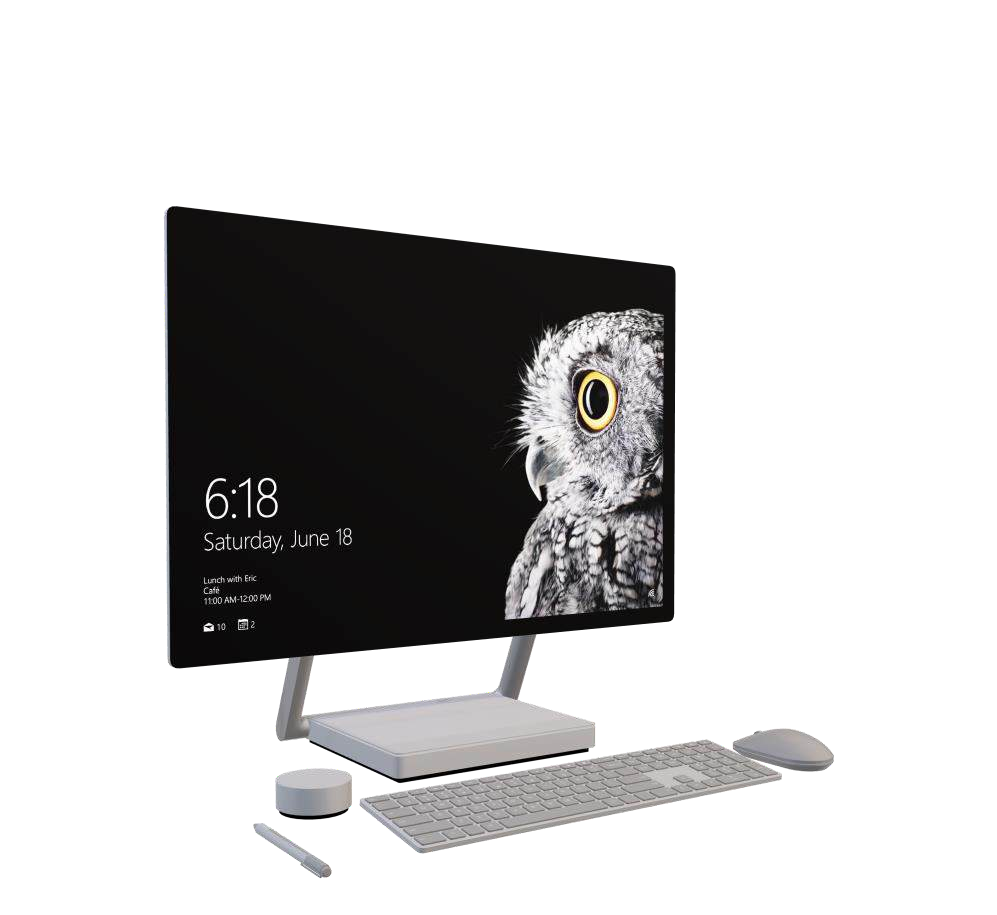 6:18
Saturday, June 18
Lunch with Eric
Café
11:00 AM-12:00 PM
10 2